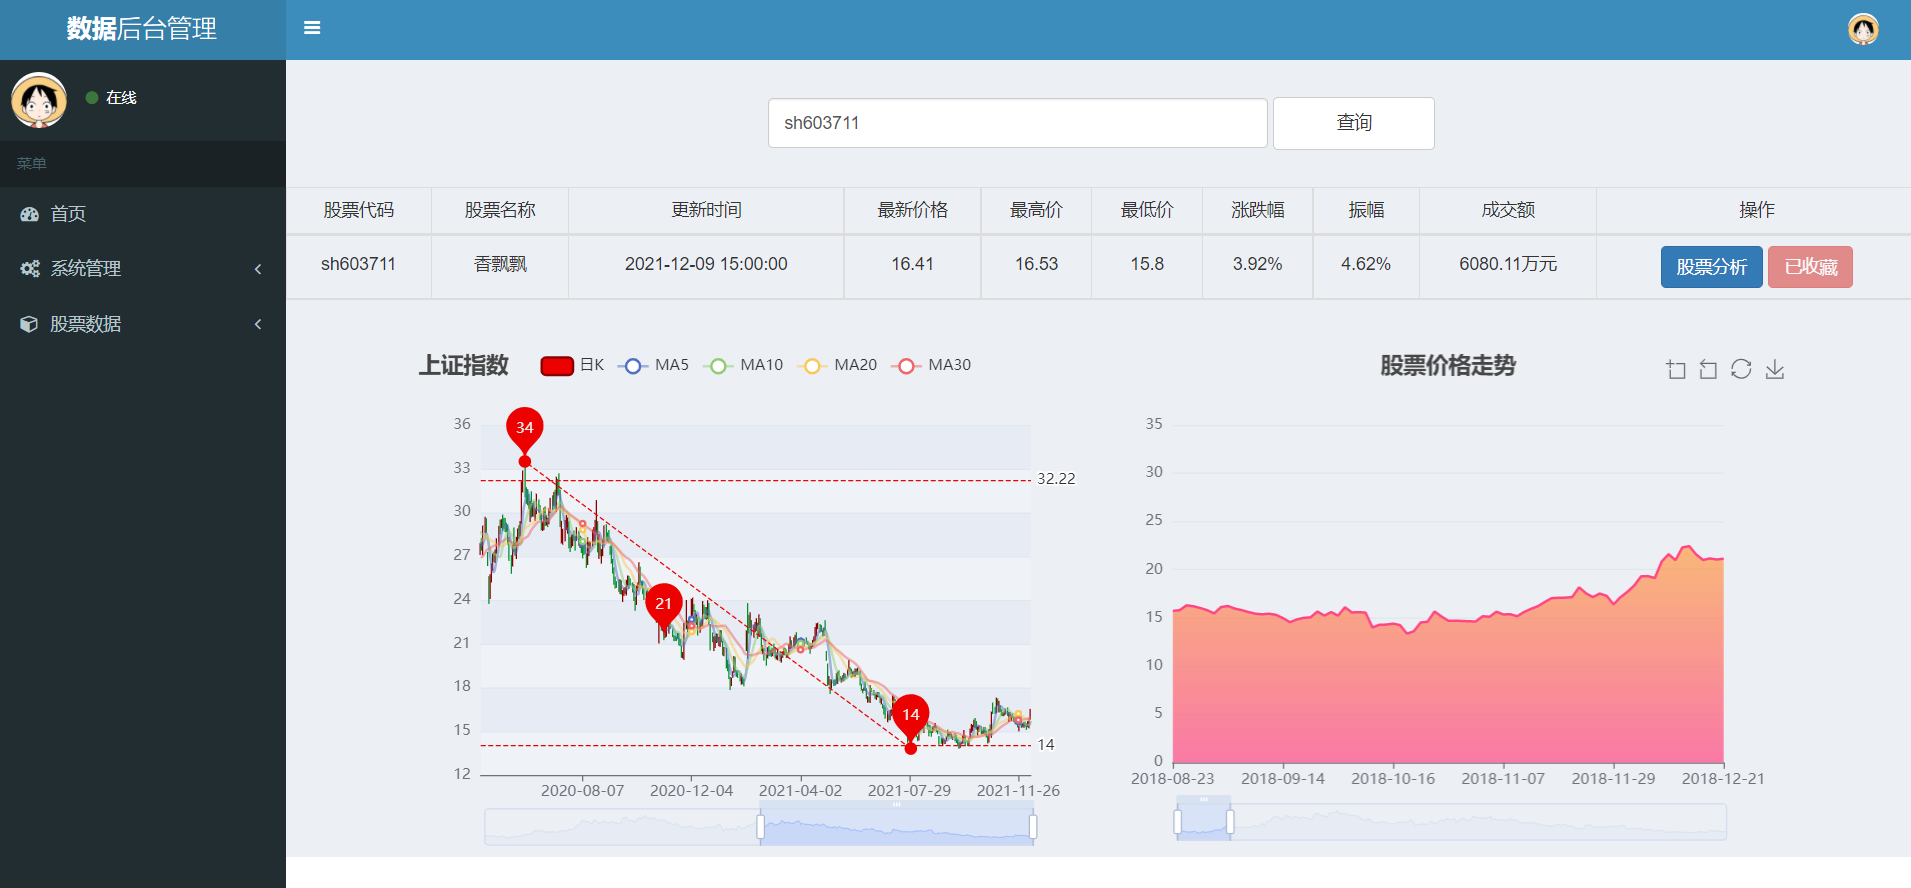 数据后台管理
在线
菜单
首页
系统管理
股票数据
sh603711 查询
股票代码 股票名称 更新时间 最新价格 最高价 最低价 涨跌幅 振幅 成交额 操作
sh603711 香飘飘 2021-12-09 15:00:00 16.41 16.53 15.8 3.92% 4.62% 6080.11万元 股票分析 已收藏
上证指数 日K MA5 MA10 MA20 MA30
36
33
30
27
24
21
18
15
12
34
21
14
32.22
14
2020-08-07 2020-12-04 2021-04-02 2021-07-29 2021-11-26
股票价格走势
35
30
25
20
15
10
5
0
2018-08-23 2018-09-14 2018-10-16 2018-11-07 2018-11-29 2018-12-21